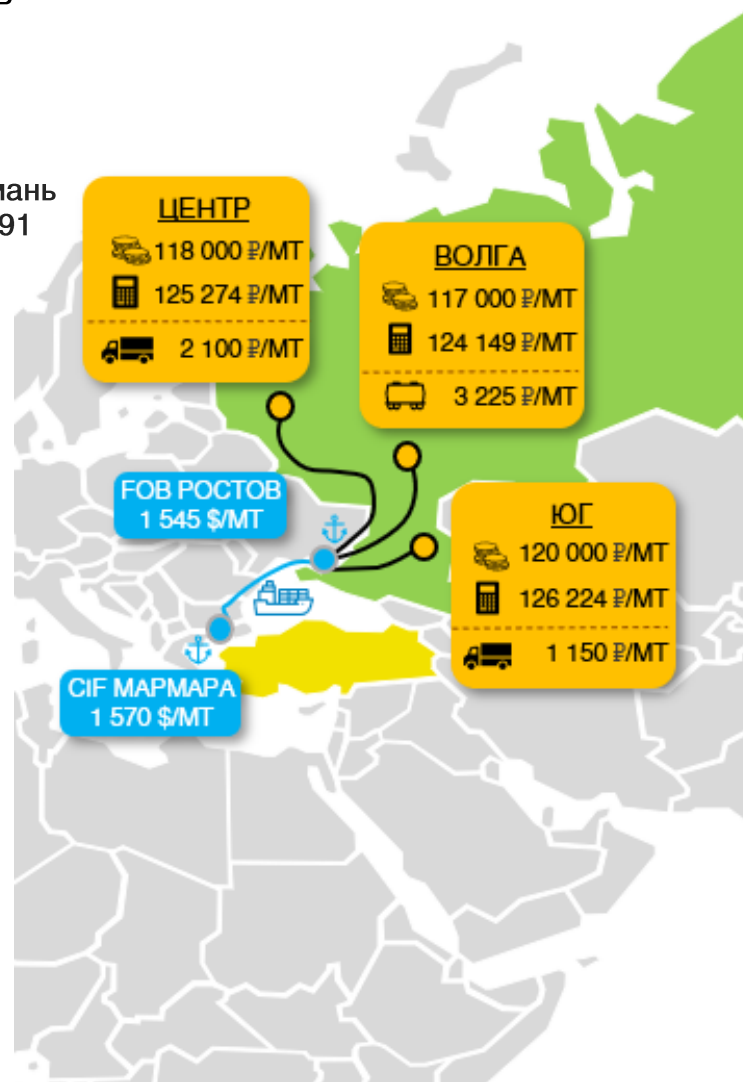 91
ЦЕНТР
118 000 ₽/МТ
125 274 ₽/МТ
2 100 ₽/МТ
ВОЛГА
117 000 ₽/МТ
124 149 ₽/МТ
3 225 ₽/МТ
FOB РОСТОВ
1 545 $/МТ
ЮГ
120 000 ₽/МТ
126 224 ₽/МТ
1 150 ₽/МТ
CIF МАРМАРА
1 570 $/МТ